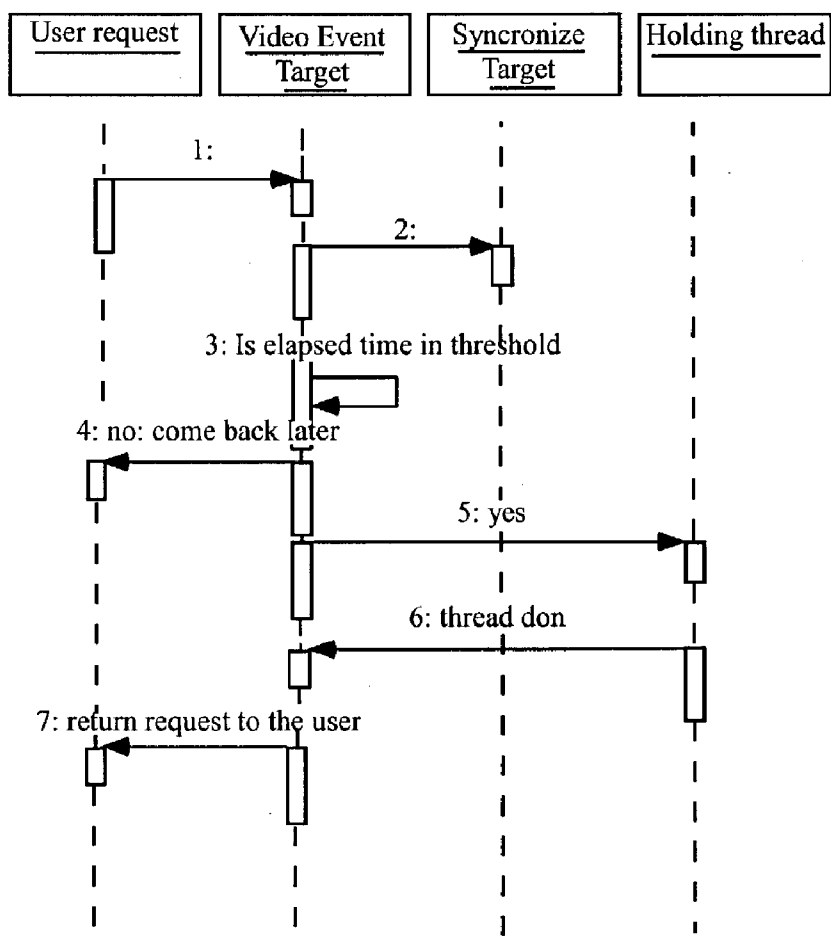 User request
Video Event
Target
Syncronize
Target
Holding thread
1:
2:
3: Is elapsed time in threshold
4: no: come back later
5: yes
6: thread don
7: return request to the user